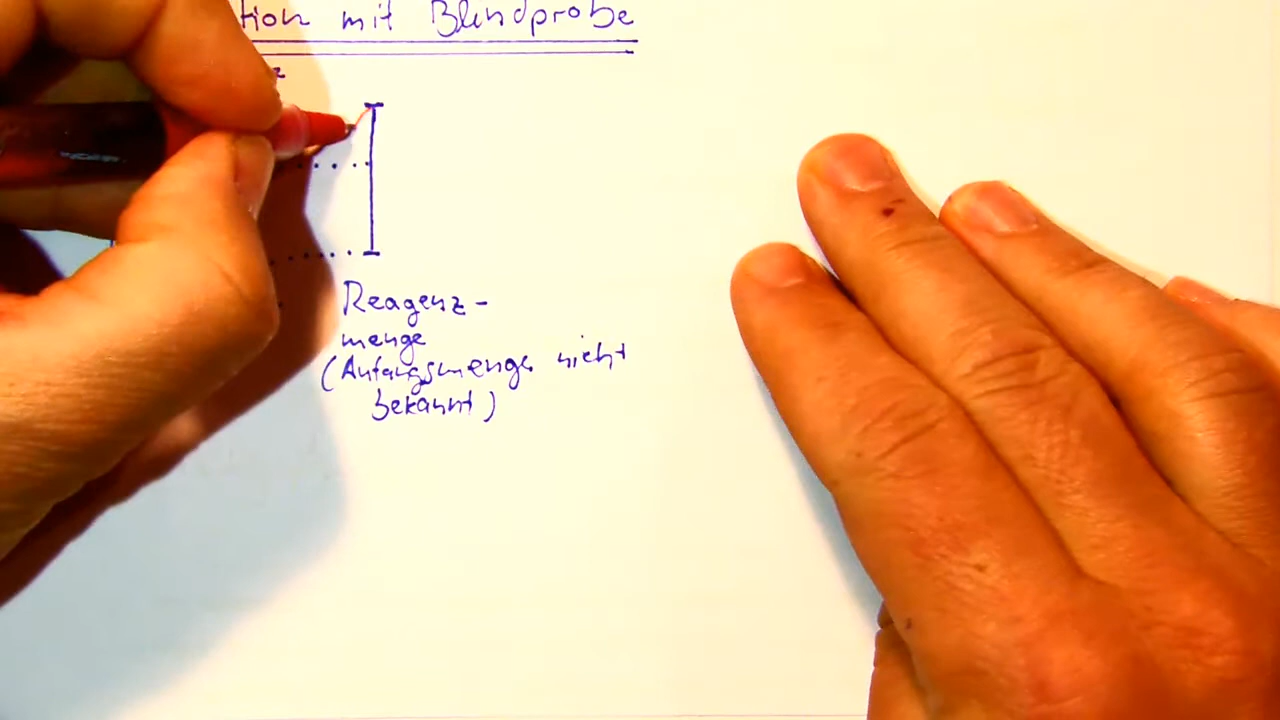 tion mit Blindprobe
z
Reagenz-
menge
(Anfangsmenge nicht
bekannt)